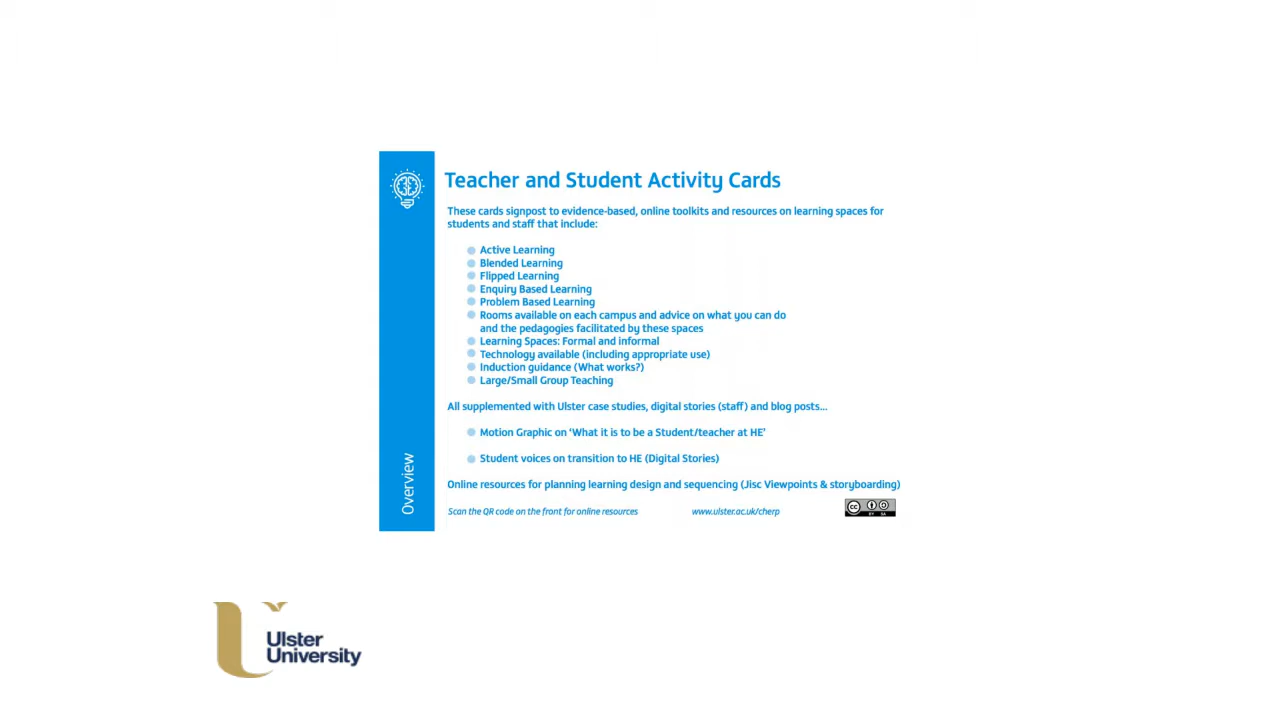 Teacher and Student Activity Cards
These cards signpost to evidence-based, online toolkits and resources on learning spaces for
students and staff that include:
Active Learning
Blended Learning
Flipped Learning
Enquiry Based Learning
Problem Based Learning
Rooms available on each campus and advice on what you can do
and the pedagogies facilitated by these spaces
Learning Spaces: Formal and informal
Technology available (including appropriate use)
Induction guidance (What works?)
Large/Small Group Teaching
All supplemented with Ulster case studies, digital stories (staff) and blog posts...
Motion Graphic on ‘What it is to be a Student/teacher at HE’
Student voices on transition to HE (Digital Stories)
Online resources for planning learning design and sequencing (Jisc Viewpoints & storyboarding)
Overview
Scan the QR code on the front for online resources
www.ulster.ac.uk/cherp
cc
BY SA
Ulster
University